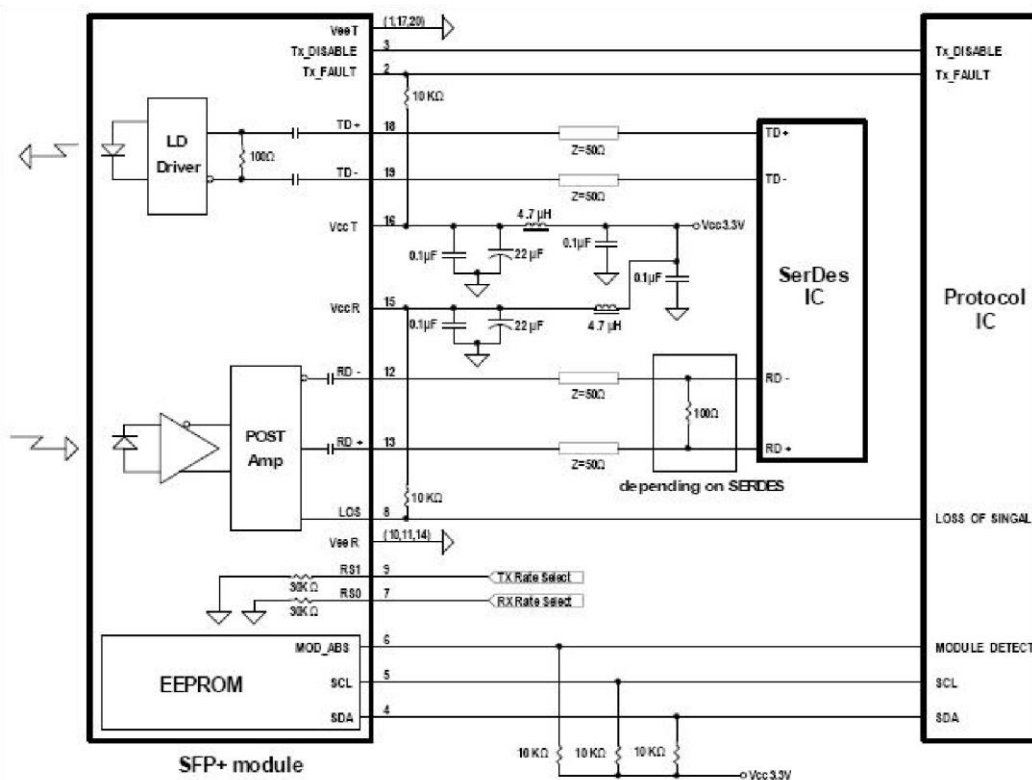 VeeT
(1,17,20)
Tx_DISABLE
3
Tx_DISABLE
Tx_FAULT
2
Tx_FAULT
10 KΩ
LD
Driver
100Ω
TD+
18
Z=50Ω
TD+
TD-
19
Z=50Ω
TD-
VccT
16
4.7 µH
Vcc3.3V
0.1µF
22 µF
0.1µF
0.1µF
SerDes
IC
Protocol
IC
VccR
15
0.1µF
22 µF
4.7 µH
RD -
12
Z=50Ω
RD -
100Ω
POST
Amp
RD +
13
Z=50Ω
RD+
depending on SERDES
10 KΩ
LOS
8
LOSS OF SINGAL
VeeR
(10,11,14)
RS1
9
TX Rate Select
30K Ω
RS0
7
RX Rate Select
30K Ω
EEPROM
MOD_ABS
6
MODULE DETECT
SCL
5
SCL
SDA
4
SDA
10 KΩ
10 KΩ
10 KΩ
Vcc3.3V
SFP+ module